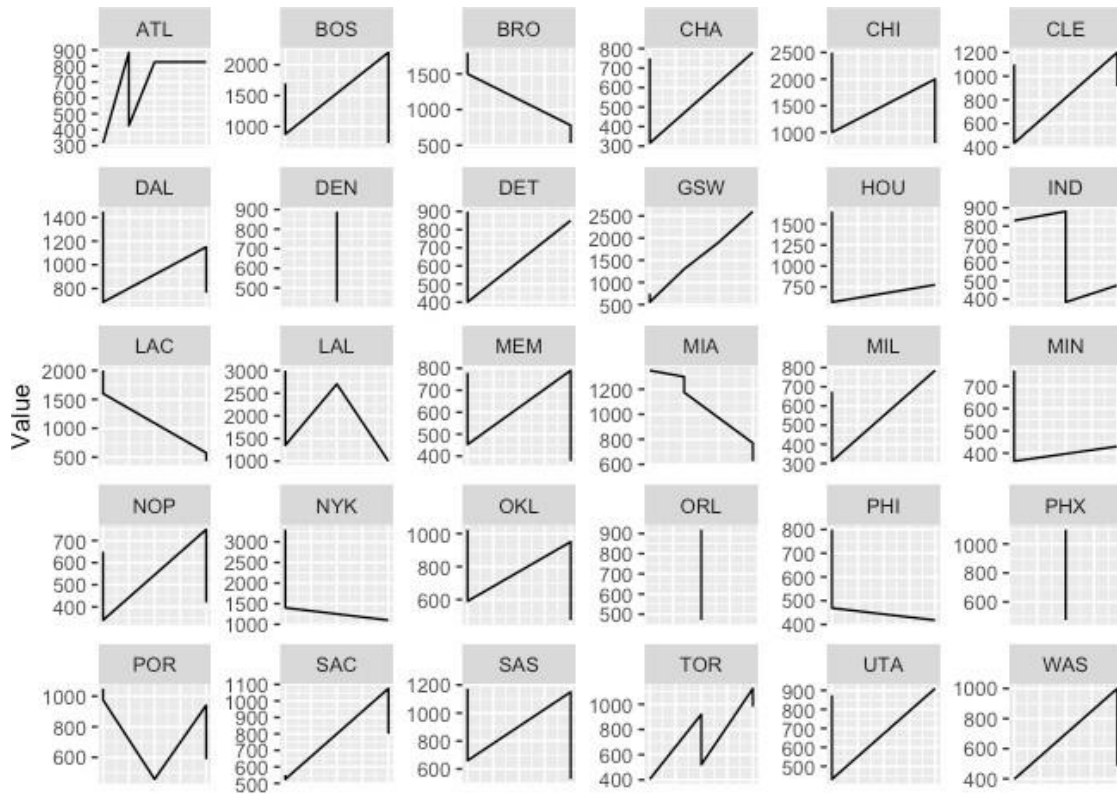 ATL BOS BRO CHA CHI CLE
900 800 700 600 500 400 300
2000 1500 1000
1500 1000 500
800 700 600 500 400 300
2500 2000 1500 1000
1200 1000 800 600 400
DAL DEN DET GSW HOU IND
1400 1200 1000 800
900 800 700 600 500
900 800 700 600 500 400
2500 2000 1500 1000 500
1500 1250 1000 750
900 800 700 600 500 400
Value
LAC LAL MEM MIA MIL MIN
2000 1500 1000 500
3000 2500 2000 1500 1000
800 700 600 500 400
1200 1000 800 600
800 700 600 500 400 300
700 600 500 400
NOP NYK OKL ORL PHI PHX
700 600 500 400
3000 2500 2000 1500 1000
1000 800 600
900 800 700 600 500
800 700 600 500 400
1000 800 600
POR SAC SAS TOR UTA WAS
1000 800 600
1100 1000 900 800 700 600 500
1200 1000 800 600
1000 800 600 400
900 800 700 600 500
1000 800 600 400